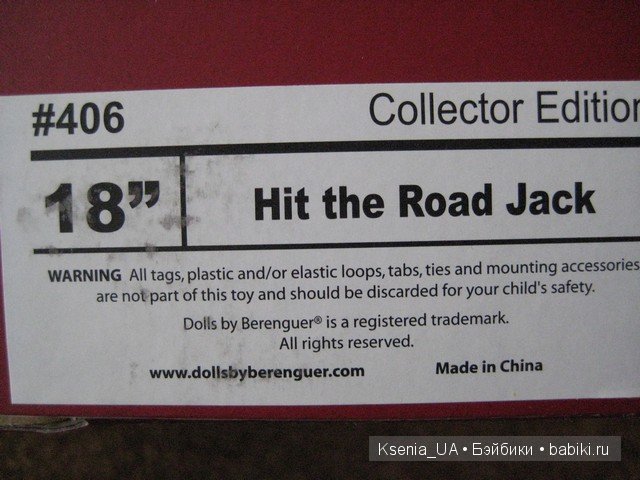 #406 Collector Edition
18” Hit the Road Jack
WARNING All tags, plastic and/or elastic loops, tabs, ties and mounting accessories
are not part of this toy and should be discarded for your child's safety.
Dolls by Berenguer® is a registered trademark.
All rights reserved.
www.dollsbyberenguer.com Made in China
Ksenia_UA • Бэйбики • babiki.ru